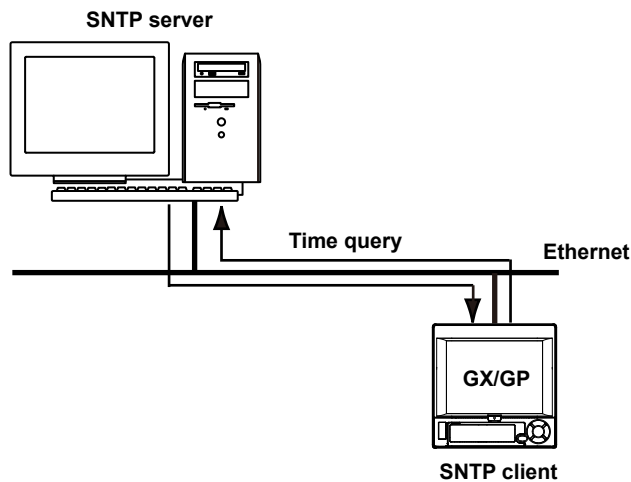 SNTP server
Time query
Ethernet
GX/GP
SNTP client